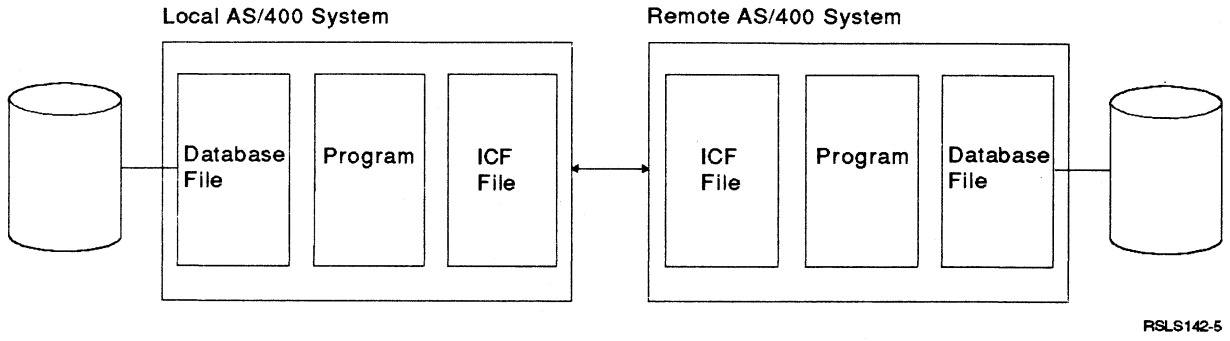 Local AS/400 System
Remote AS/400 System
Database
File
Program
ICF
File
ICF
File
Program
Database
File
RSLS142-5